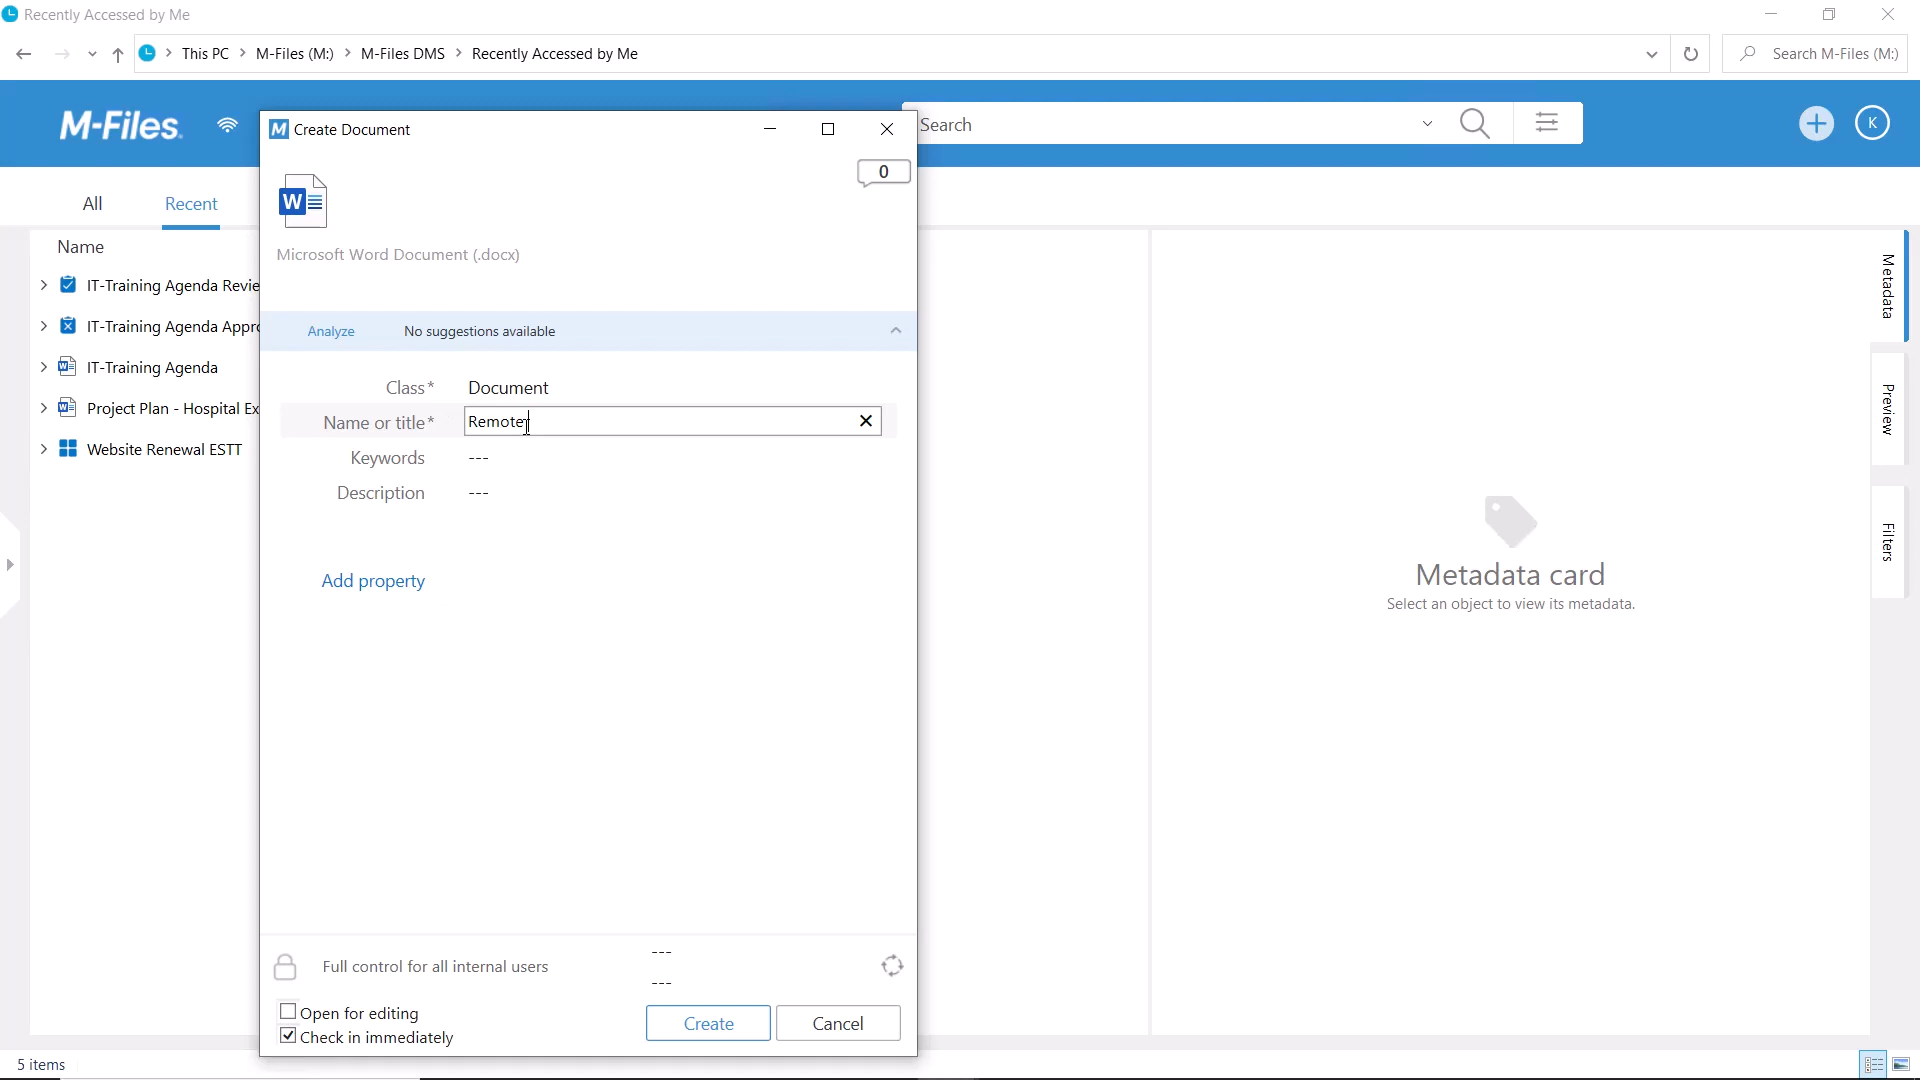 Recently Accessed by Me
This PC > M-Files (M:) > M-Files DMS > Recently Accessed by Me
Search M-Files (M:)
M-Files
Create Document
Search
K
0
All
Recent
W
Microsoft Word Document (.docx)
Name
IT-Training Agenda Revie
Analyze
No suggestions available
IT-Training Agenda Appro
IT-Training Agenda
Project Plan - Hospital Ex
Website Renewal ESTT
Class*
Document
Name or title*
Remote
Keywords
---
Description
---
Add property
Metadata
Preview
Filters
Metadata card
Select an object to view its metadata.
Full control for all internal users
---
---
Open for editing
Check in immediately
Create
Cancel
5 items